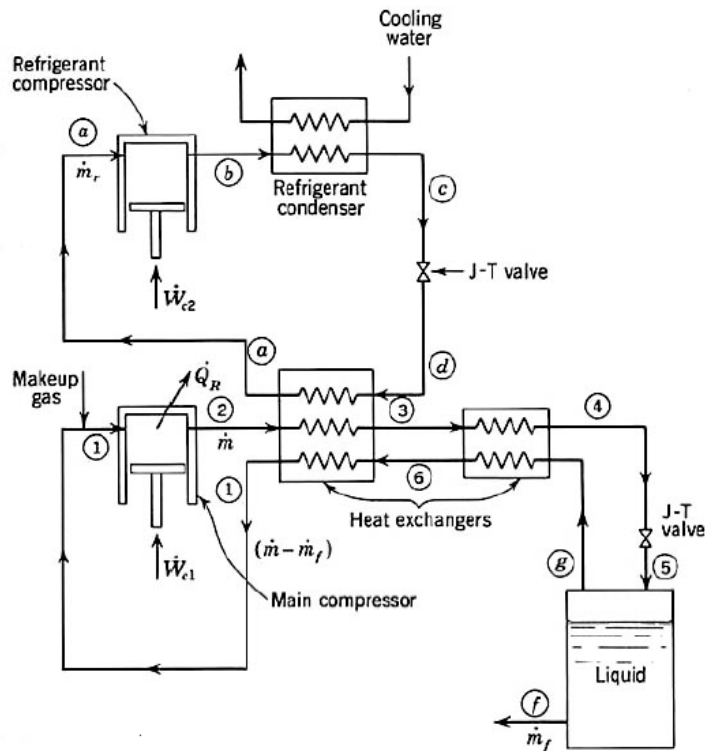 Cooling
water
Refrigerant
compressor
a
ṁr
b
Refrigerant
condenser
c
J-T valve
Ẇc2
a
d
Makeup
gas
Q̇R
1
2
ṁ
3
4
1
6
Heat exchangers
J-T
valve
(ṁ − ṁf)
g
5
Ẇc1
Main compressor
Liquid
f
ṁf